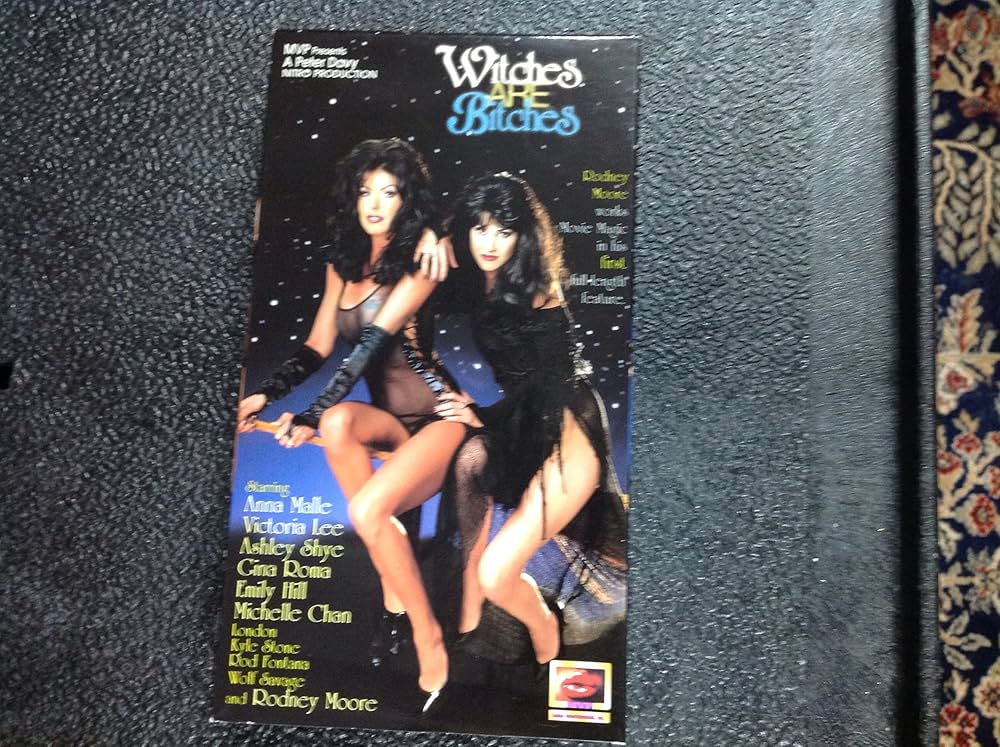 MVP Presents
A Peter Davy
NITRO PRODUCTION
Witches
ARE
Bitches
Rodney
Moore
works
Movie Magic
in his
first
full-length
feature.
Starring
Anna Malle
Victoria Lee
Ashley Shye
Gina Roma
Emily Hill
Michelle Chan
London
Kyle Stone
Rod Fontana
Wolf Savage
and Rodney Moore
MVP